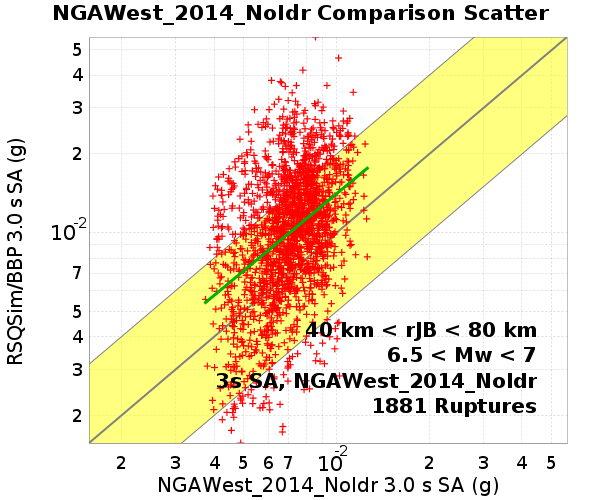 NGAWest_2014_NoIdr Comparison Scatter
RSQSim/BBP 3.0 s SA (g)
5
4
3
2
10-2
7
5
4
3
2
40 km < rJB < 80 km
6.5 < Mw < 7
3s SA, NGAWest_2014_NoIdr
1881 Ruptures
2 3 4 5 6 7 10-2 2 3 4 5
NGAWest_2014_NoIdr 3.0 s SA (g)